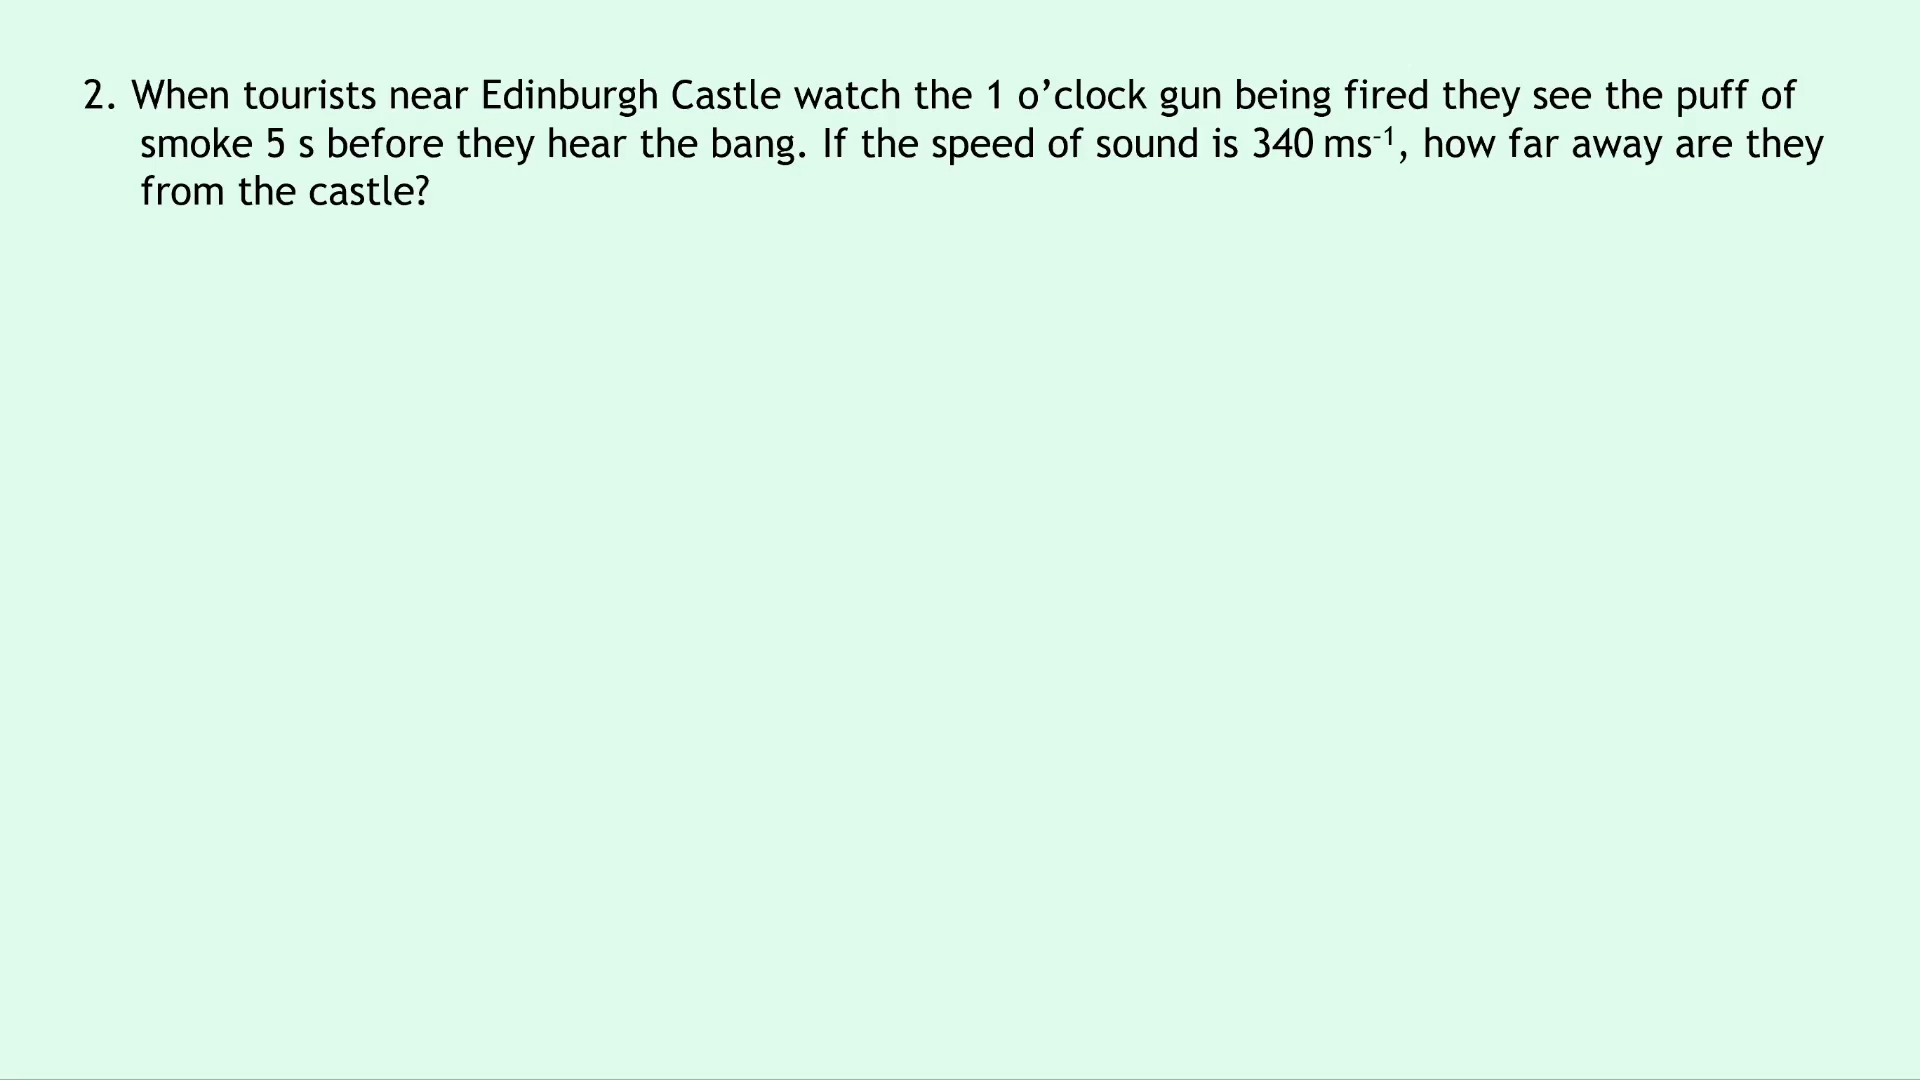 2. When tourists near Edinburgh Castle watch the 1 o’clock gun being fired they see the puff of
smoke 5 s before they hear the bang. If the speed of sound is 340 ms⁻¹, how far away are they
from the castle?